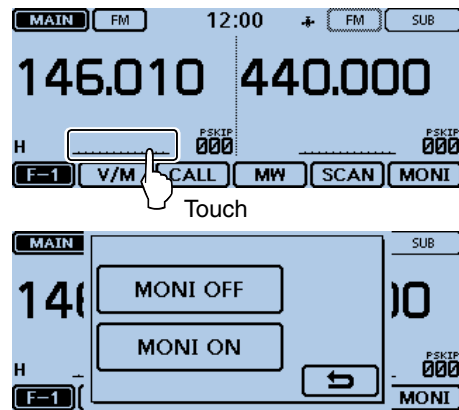 MAIN FM 12:00 FM SUB
146.010 440.000
H PSKIP 000 PSKIP 000
F-1 V/M CALL MW SCAN MONI
Touch
MAIN SUB
MONI OFF
MONI ON
H PSKIP 000
F-1 MONI